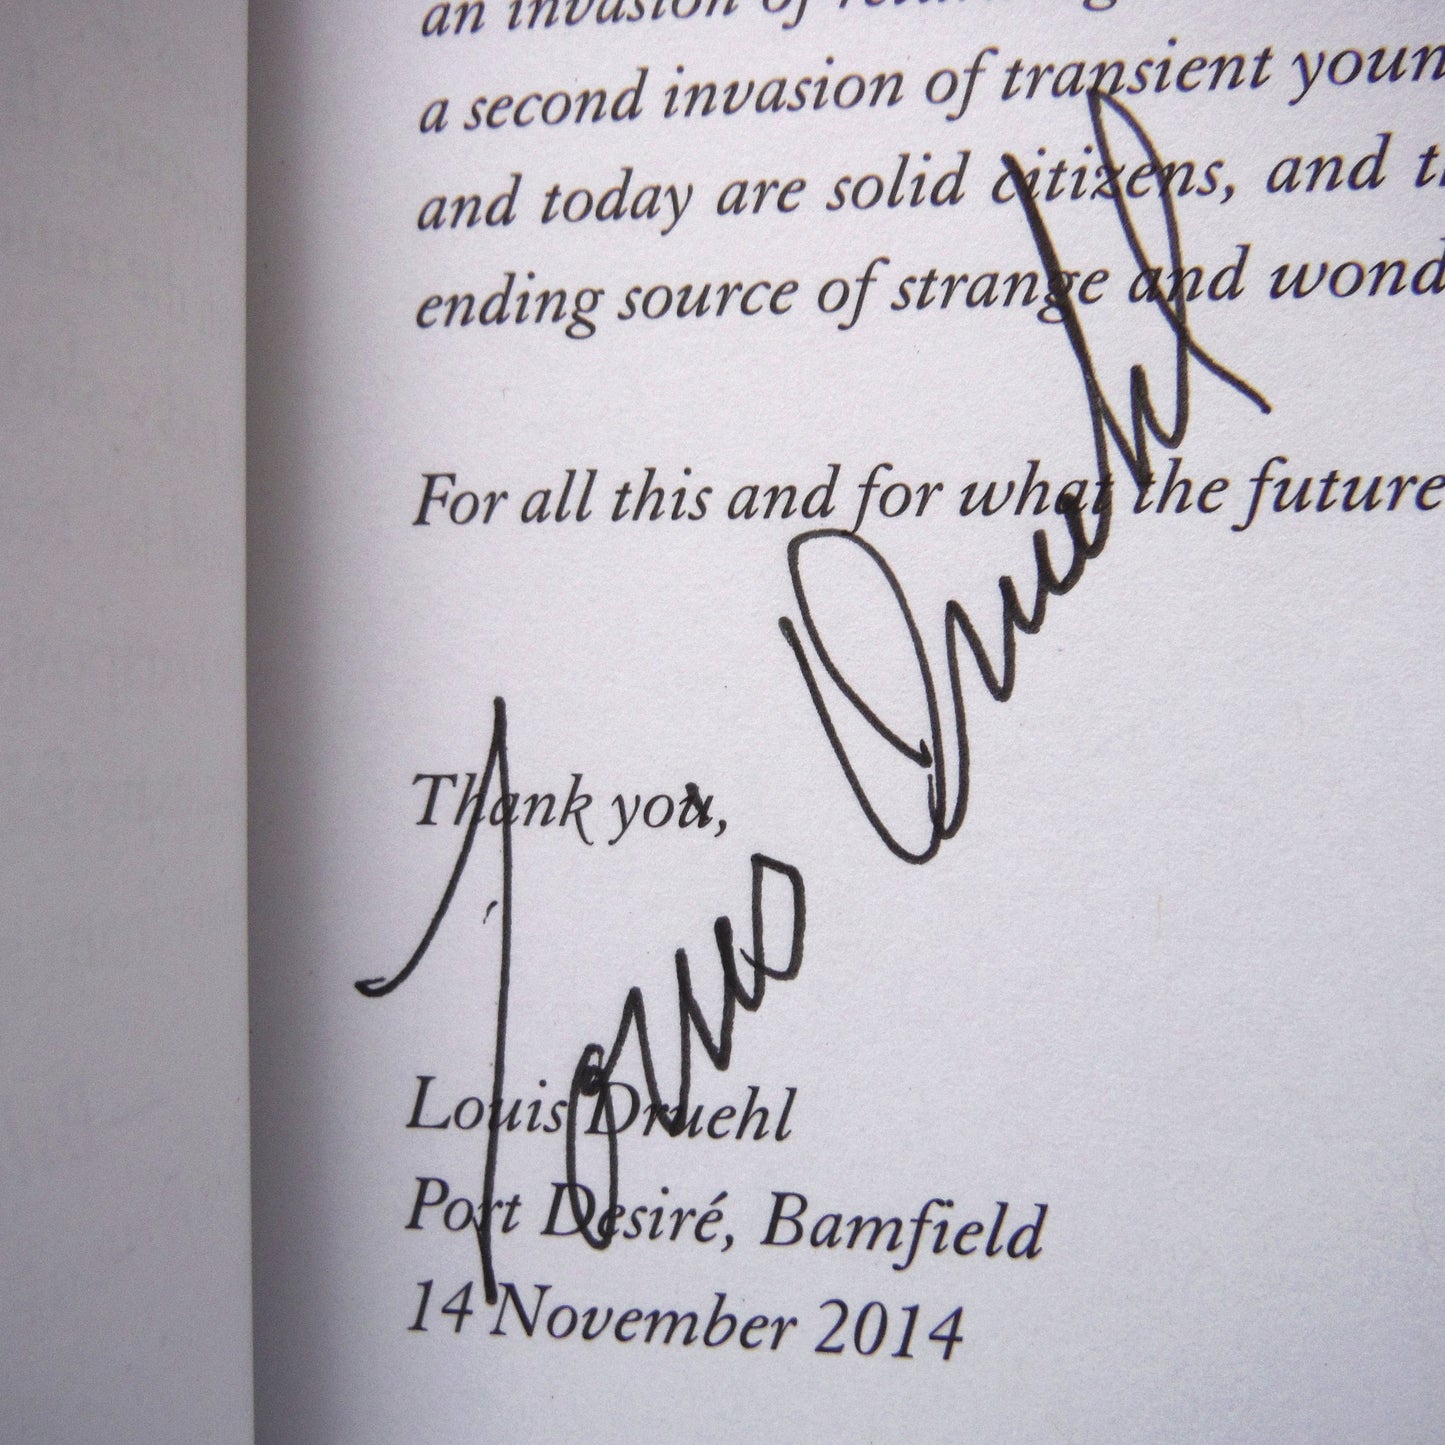 an invasion of
a second invasion of transient youn
and today are solid citizens, and t
ending source of strange and wond
For all this and for what the future
Thank you,
Louis Druehl
Louis Druehl
Port Desiré, Bamfield
14 November 2014